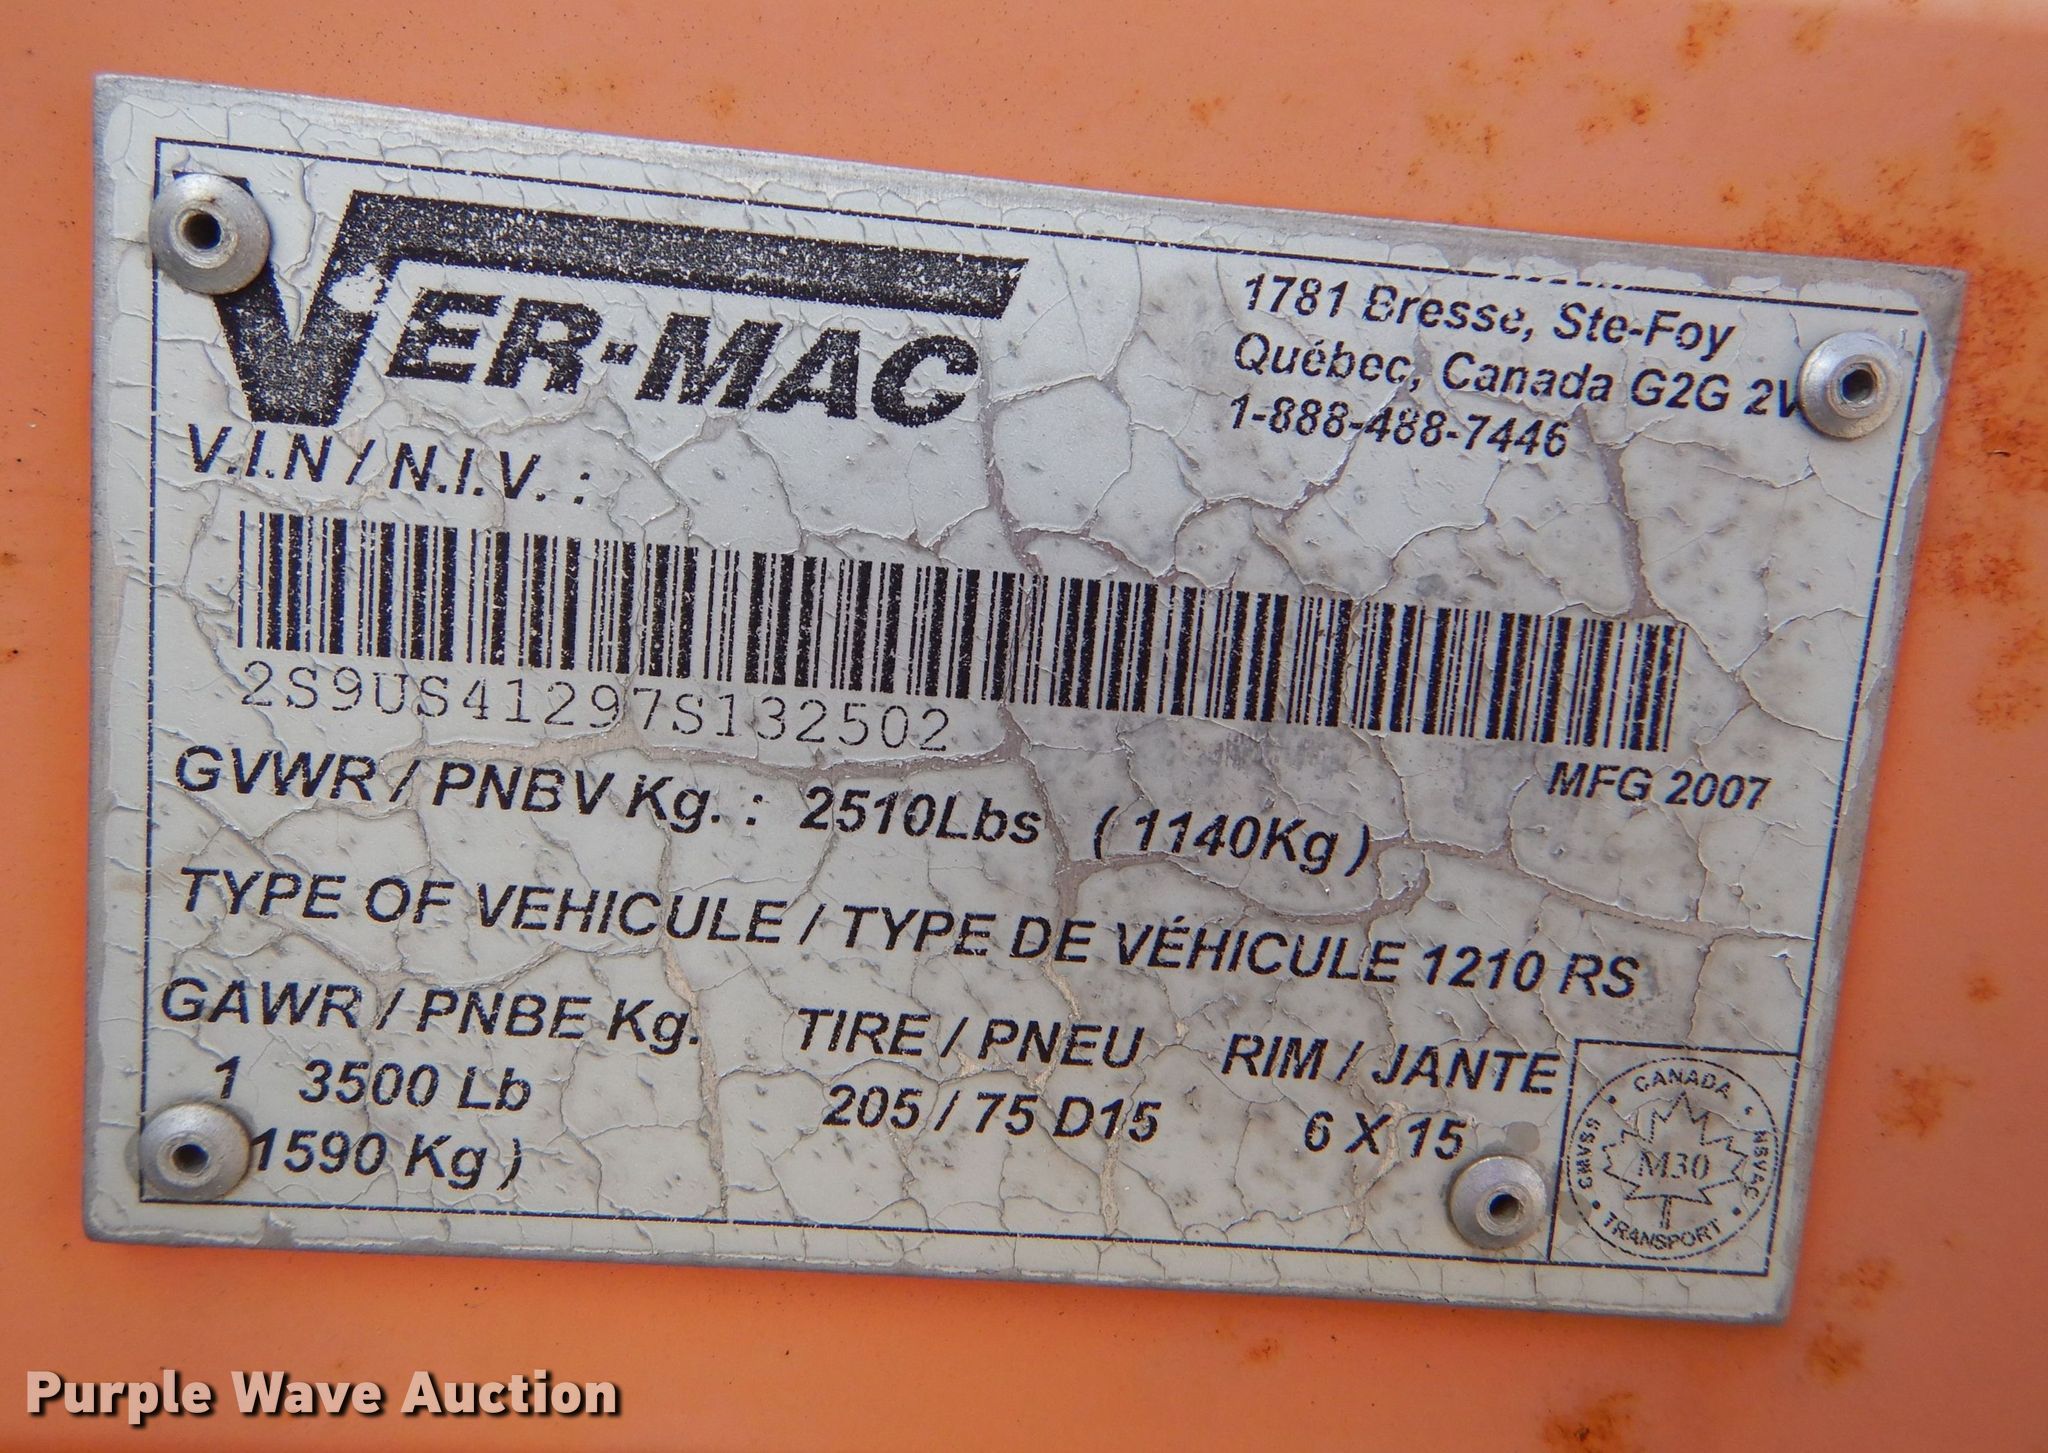 VER-MAC
1781 Bresse, Ste-Foy
Québec, Canada G2G 2V
1-888-488-7446
V.I.N / N.I.V. :
2S9US41297S132502
MFG 2007
GVWR / PNBV Kg. : 2510Lbs ( 1140Kg )
TYPE OF VEHICULE / TYPE DE VÉHICULE 1210 RS
GAWR / PNBE Kg. TIRE / PNEU RIM / JANTE
1 3500 Lb 205 / 75 D15 6 X 15
1590 Kg )
CANADA
CMVSS NSVAC
M30
TRANSPORT
Purple Wave Auction